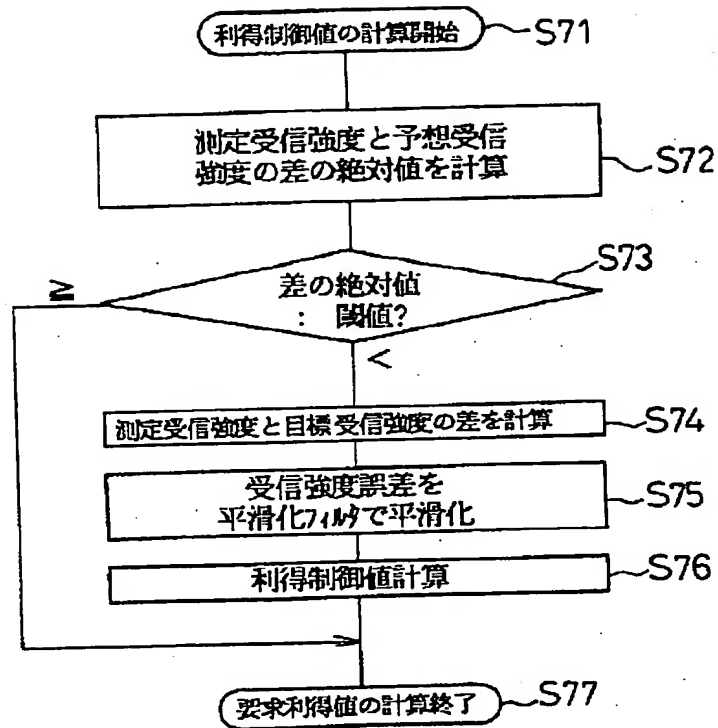 利得制御値の計算開始
S71
測定受信強度と予想受信
強度の差の絶対値を計算
S72
S73
差の絶対値
: 閾値?
≧
<
測定受信強度と目標受信強度の差を計算
S74
受信強度誤差を
平滑化フィルタで平滑化
S75
利得制御値計算
S76
要求利得値の計算終了
S77